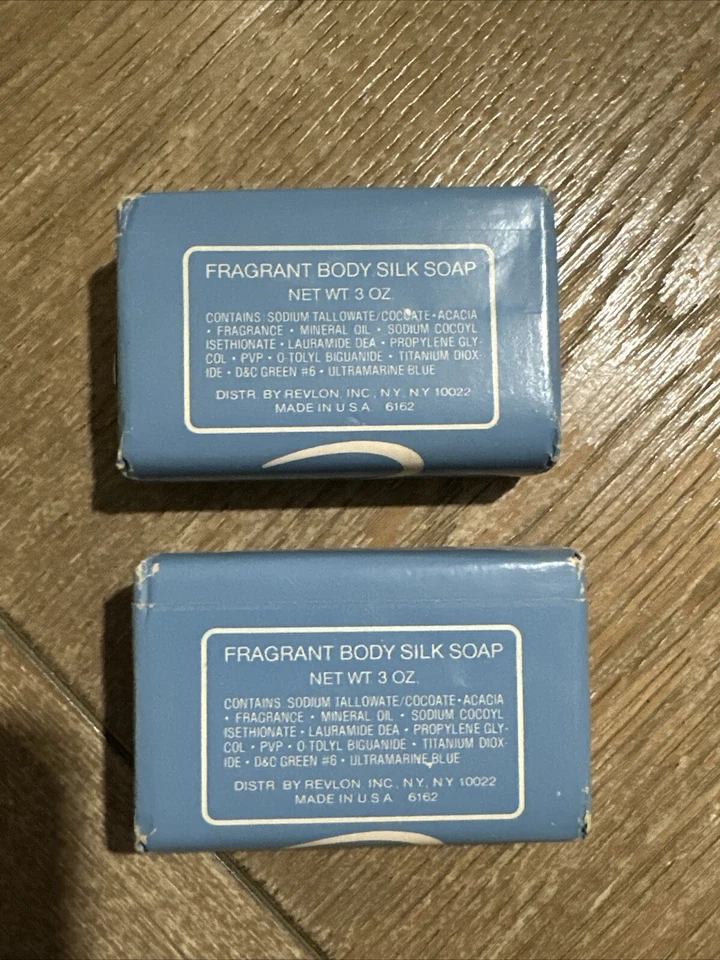 FRAGRANT BODY SILK SOAP
NET WT. 3 OZ.
CONTAINS: SODIUM TALLOWATE/COCOATE • ACACIA
• FRAGRANCE • MINERAL OIL • SODIUM COCOYL
ISETHIONATE • LAURAMIDE DEA • PROPYLENE GLY-
COL • PVP • O-TOLYL BIGUANIDE • TITANIUM DIOX-
IDE • D&C GREEN #6 • ULTRAMARINE BLUE
DISTR. BY REVLON, INC., N.Y., N.Y. 10022
MADE IN U.S.A. 6162
FRAGRANT BODY SILK SOAP
NET WT. 3 OZ.
CONTAINS: SODIUM TALLOWATE/COCOATE • ACACIA
• FRAGRANCE • MINERAL OIL • SODIUM COCOYL
ISETHIONATE • LAURAMIDE DEA • PROPYLENE GLY-
COL • PVP • O-TOLYL BIGUANIDE • TITANIUM DIOX-
IDE • D&C GREEN #6 • ULTRAMARINE BLUE
DISTR. BY REVLON, INC., N.Y., N.Y. 10022
MADE IN U.S.A. 6162